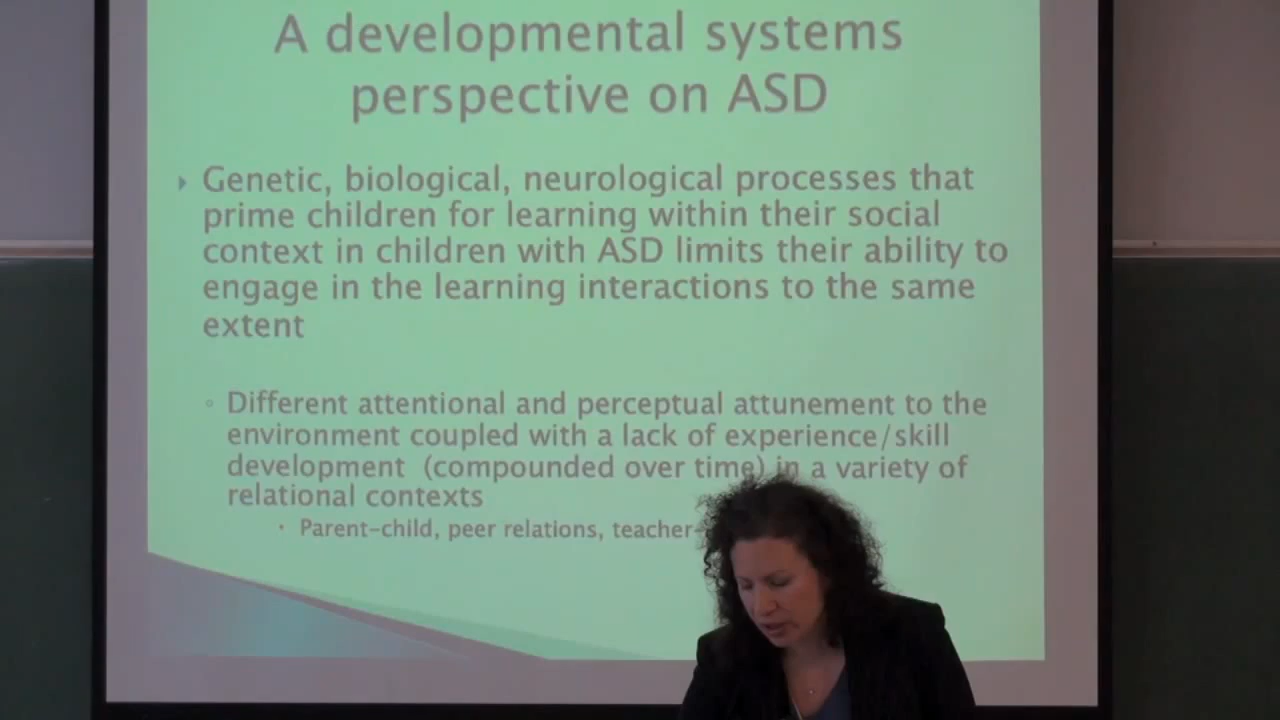 A developmental systems
perspective on ASD
Genetic, biological, neurological processes that
prime children for learning within their social
context in children with ASD limits their ability to
engage in the learning interactions to the same
extent
Different attentional and perceptual attunement to the
environment coupled with a lack of experience/skill
development (compounded over time) in a variety of
relational contexts
Parent-child, peer relations, teacher-